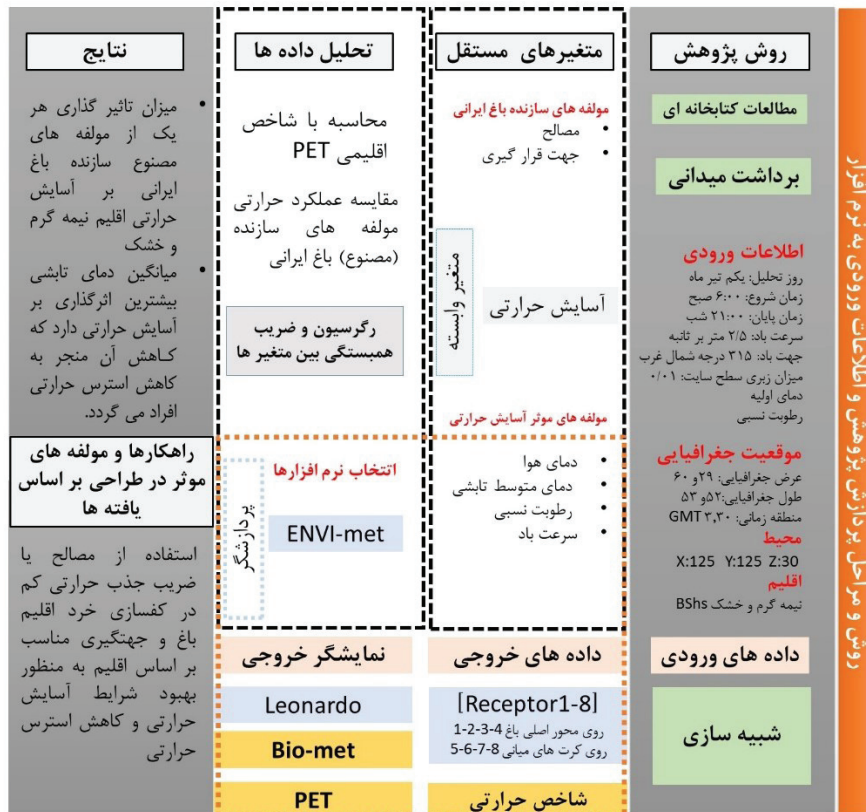 روش و مراحل پردازش پژوهش و اطلاعات ورودی به نرم افزار
روش پژوهش
مطالعات کتابخانه ای
برداشت میدانی
اطلاعات ورودی
روز تحلیل: یکم تیر ماه
زمان شروع: ۶:۰۰ صبح
زمان پایان: ۲۱:۰۰ شب
سرعت باد: ۲/۵ متر بر ثانیه
جهت باد: ۳۱۵ درجه شمال غرب
میزان زبری سطح سایت: ۰/۰۱
دمای اولیه
رطوبت نسبی
موقعیت جغرافیایی
عرض جغرافیایی: ۲۹و ۶۰
طول جغرافیایی:۵۲و ۵۳
منطقه زمانی: GMT ۳,۳۰
محیط
X:125 Y:125 Z:30
اقلیم
نیمه گرم و خشک BShs
داده های ورودی
شبیه سازی
متغیرهای مستقل
مولفه های سازنده باغ ایرانی
• مصالح
• جهت قرار گیری
متغیر وابسته
آسایش حرارتی
مولفه های موثر آسایش حرارتی
• دمای هوا
• دمای متوسط تابشی
• رطوبت نسبی
• سرعت باد
داده های خروجی
[Receptor1-8]
روی محور اصلی باغ 4-3-2-1
روی کرت های میانی 8-7-6-5
شاخص حرارتی
تحلیل داده ها
محاسبه با شاخص
اقلیمی PET
مقایسه عملکرد حرارتی
مولفه های سازنده
(مصنوع) باغ ایرانی
رگرسیون و ضریب
همبستگی بین متغیر ها
انتخاب نرم افزارها
پردازشگر
ENVI-met
نمایشگر خروجی
Leonardo
Bio-met
PET
نتایج
• میزان تاثیر گذاری هر
یک از مولفه های
مصنوع سازنده باغ
ایرانی بر آسایش
حرارتی اقلیم نیمه گرم
و خشک
• میانگین دمای تابشی
بیشترین اثرگذاری بر
آسایش حرارتی دارد که
کاهش آن منجر به
کاهش استرس حرارتی
افراد می گردد.
راهکارها و مولفه های
موثر در طراحی بر اساس
یافته ها
استفاده از مصالح یا
ضریب جذب حرارتی کم
در کفسازی خرد اقلیم
باغ و جهتگیری مناسب
بر اساس اقلیم به منظور
بهبود شرایط آسایش
حرارتی و کاهش استرس
حرارتی